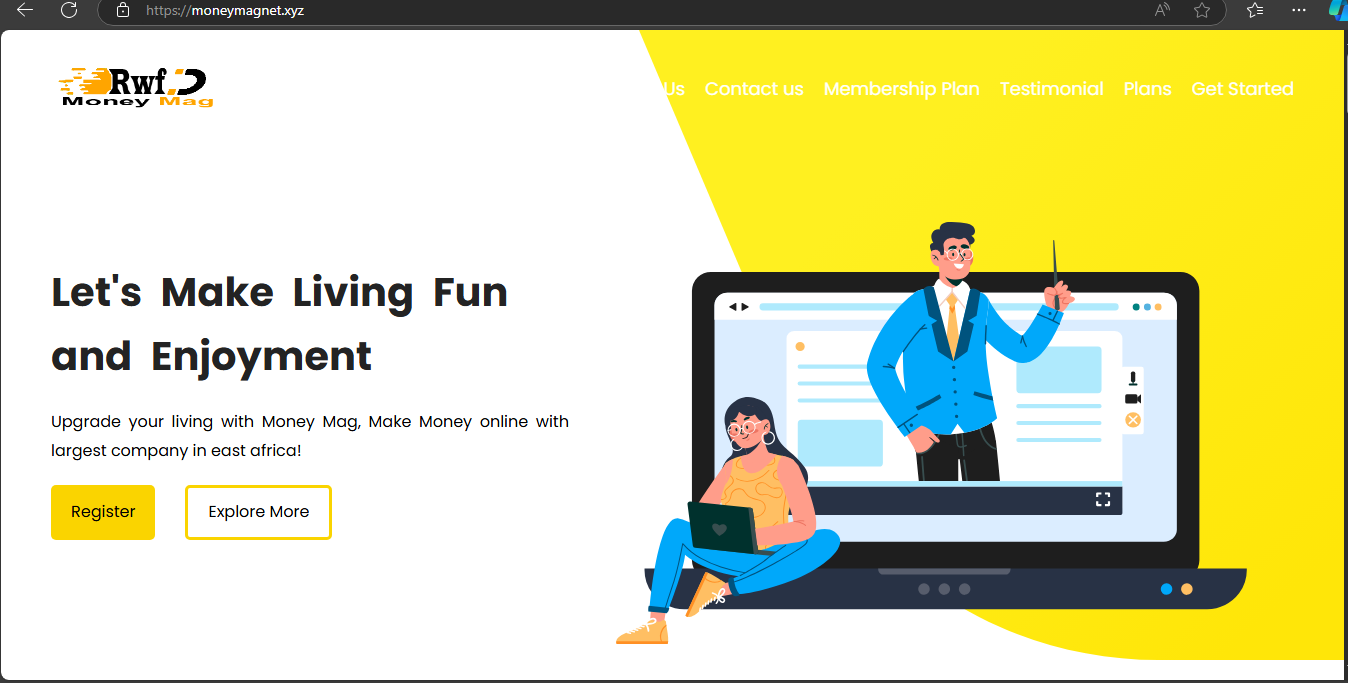 https://moneymagnet.xyz
Rwf
Money Mag
Us Contact us Membership Plan Testimonial Plans Get Started
Let's Make Living Fun
and Enjoyment
Upgrade your living with Money Mag, Make Money online with
largest company in east africa!
Register Explore More